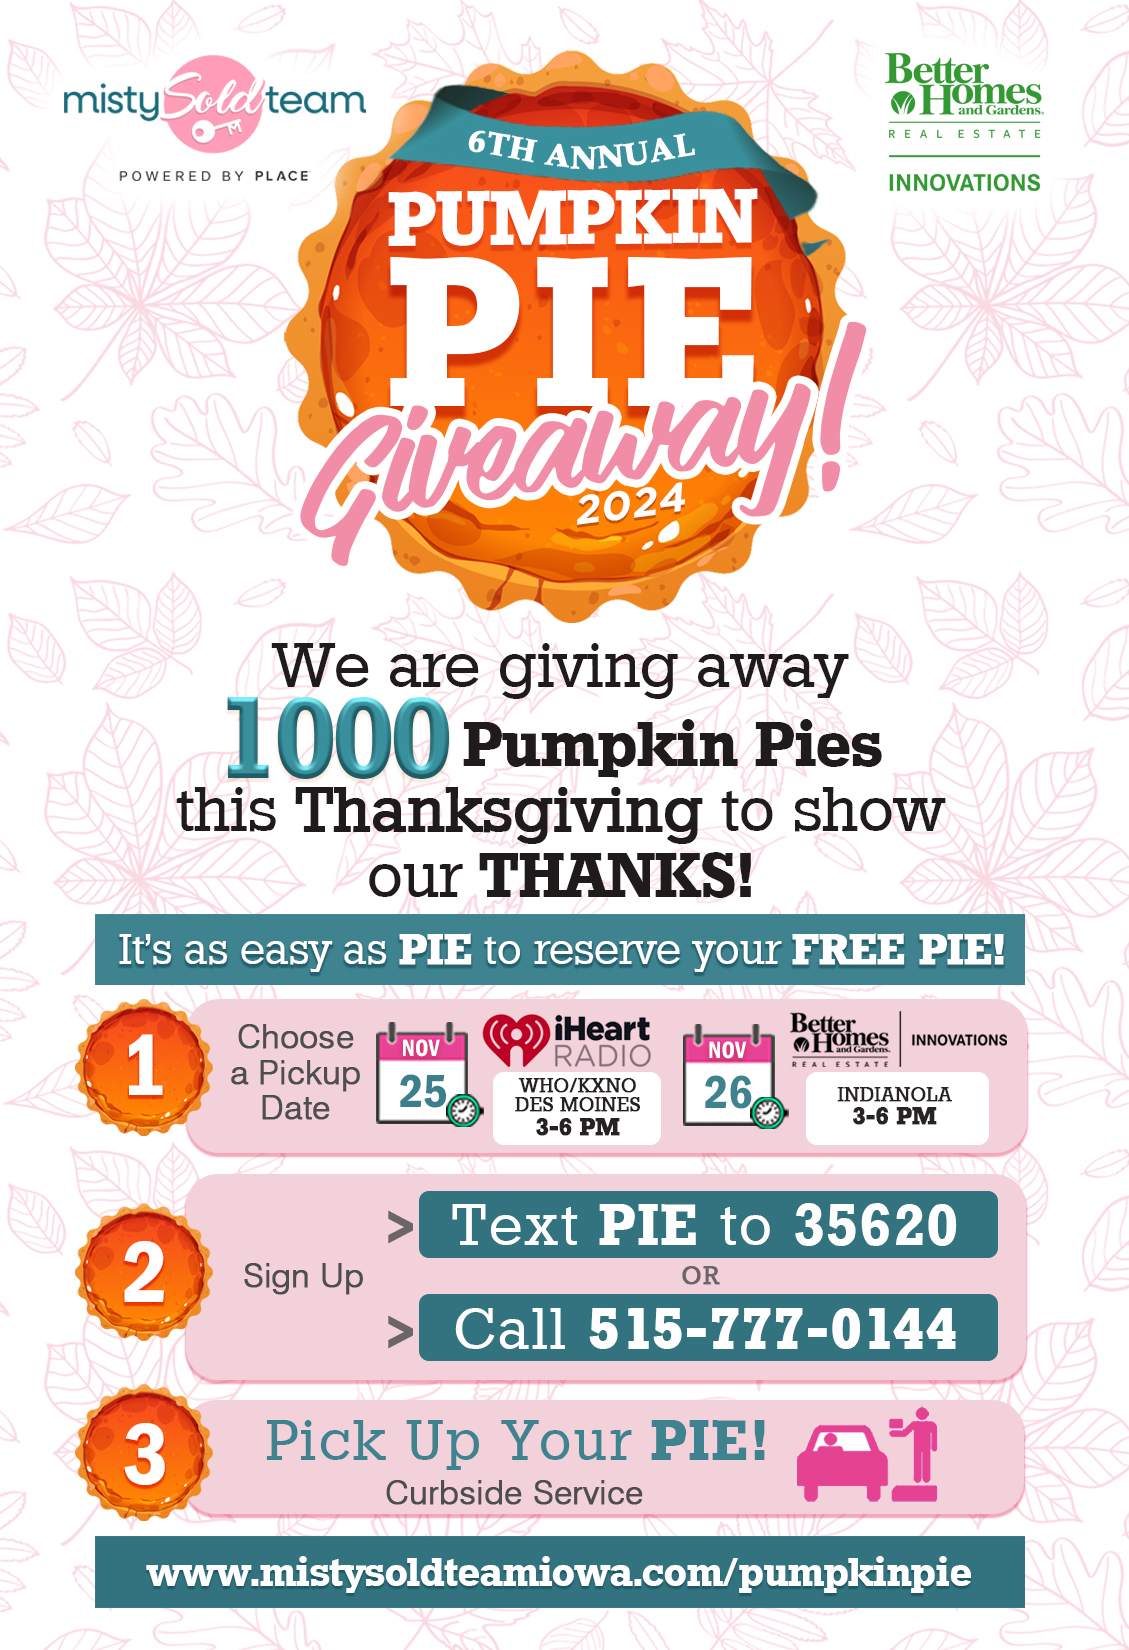 misty Sold team
POWERED BY PLACE
Better
Homes
and Gardens.
REAL ESTATE
INNOVATIONS
6TH ANNUAL
PUMPKIN
PIE
Giveaway!
2024
We are giving away
1000 Pumpkin Pies
this Thanksgiving to show
our THANKS!
It's as easy as PIE to reserve your FREE PIE!
1
Choose
a Pickup
Date
NOV
25
iHeart
RADIO
WHO/KXNO
DES MOINES
3-6 PM
NOV
26
Better
Homes
and Gardens.
REAL ESTATE
INNOVATIONS
INDIANOLA
3-6 PM
2
Sign Up
> Text PIE to 35620
OR
> Call 515-777-0144
3
Pick Up Your PIE!
Curbside Service
www.mistysoldteamiowa.com/pumpkinpie